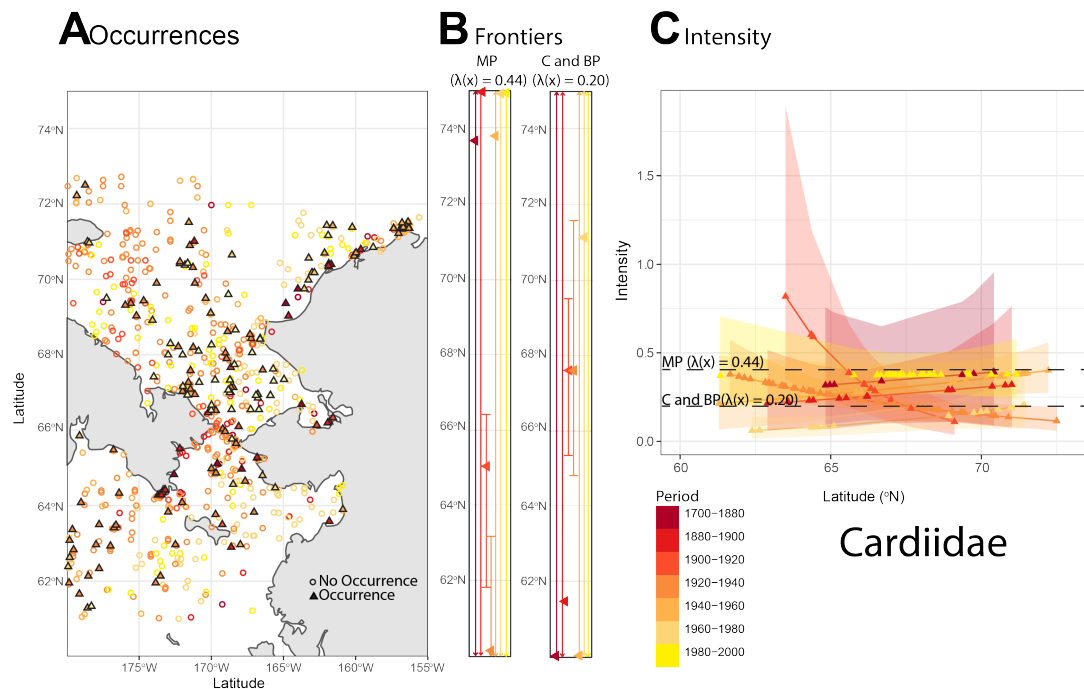 A Occurrences
B Frontiers
C Intensity
MP
(λ(x) = 0.44)
C and BP
(λ(x) = 0.20)
74°N
72°N
70°N
68°N
66°N
64°N
62°N
Latitude
175°W
170°W
165°W
160°W
155°W
Latitude
No Occurrence
Occurrence
74°N
72°N
70°N
68°N
66°N
64°N
62°N
74°N
72°N
70°N
68°N
66°N
64°N
62°N
Intensity
1.5
1.0
0.5
0.0
MP (λ(x) = 0.44)
C and BP(λ(x) = 0.20)
60
65
70
Latitude (°N)
Period
1700−1880
1880−1900
1900−1920
1920−1940
1940−1960
1960−1980
1980−2000
Cardiidae